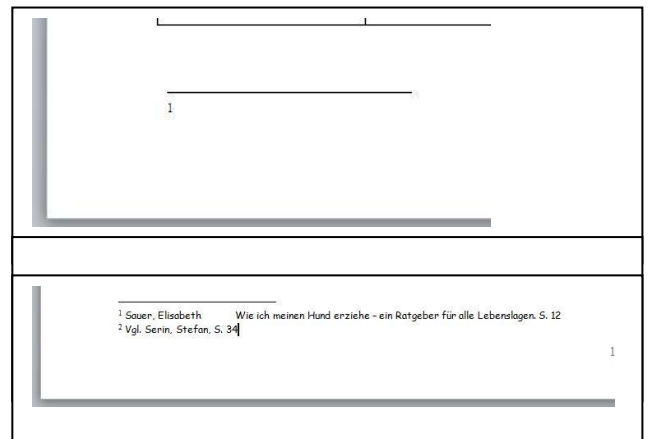 1
1 Sauer, Elisabeth Wie ich meinen Hund erziehe - ein Ratgeber für alle Lebenslagen. S. 12
2 Vgl. Serin, Stefan, S. 34
1